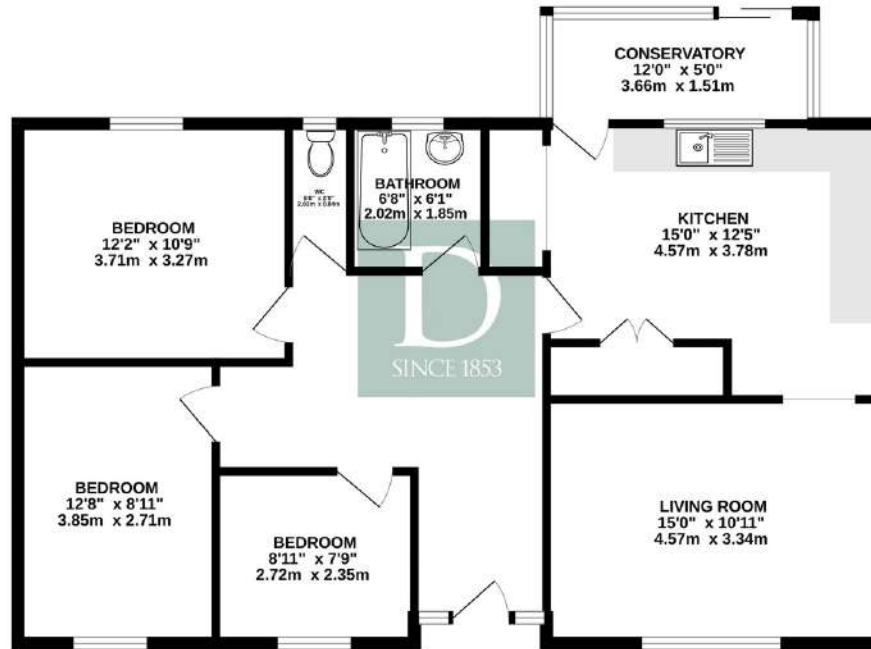 CONSERVATORY
12'0" x 5'0"
3.66m x 1.51m
BEDROOM
12'2" x 10'9"
3.71m x 3.27m
WC
BATHROOM
6'8" x 6'1"
2.02m x 1.85m
KITCHEN
15'0" x 12'5"
4.57m x 3.78m
D
SINCE 1853
BEDROOM
12'8" x 8'11"
3.85m x 2.71m
BEDROOM
8'11" x 7'9"
2.72m x 2.35m
LIVING ROOM
15'0" x 10'11"
4.57m x 3.34m